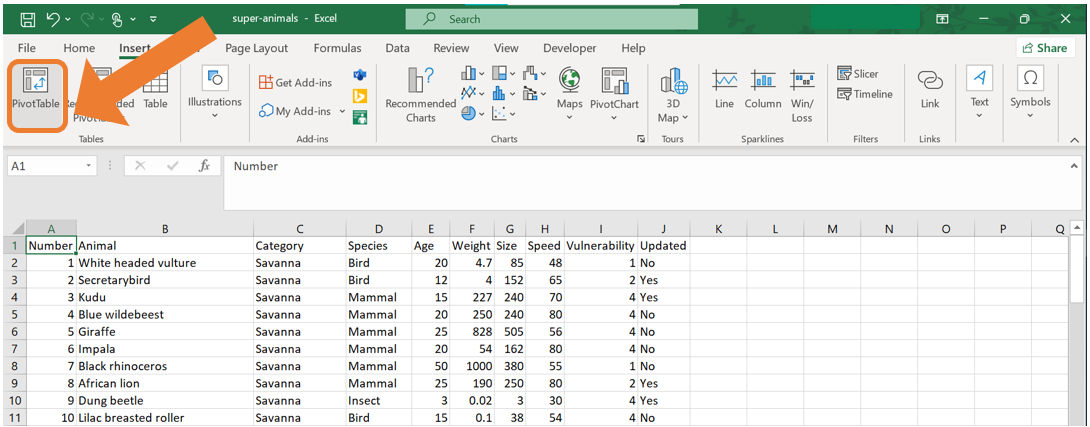 super-animals - Excel
Search
File Home Insert Page Layout Formulas Data Review View Developer Help Share
PivotTable
PivotTables
Table
Tables
Illustrations
Get Add-ins
My Add-ins
Add-ins
Recommended
Charts
Maps
PivotChart
Charts
3D
Map
Tours
Line
Column
Win/
Loss
Sparklines
Slicer
Timeline
Filters
Link
Links
Text
Symbols
A1 fx Number
A B C D E F G H I J K L M N O P Q
1 Number Animal Category Species Age Weight Size Speed Vulnerability Updated
2 1 White headed vulture Savanna Bird 20 4.7 85 48 1 No
3 2 Secretarybird Savanna Bird 12 4 152 65 2 Yes
4 3 Kudu Savanna Mammal 15 227 240 70 4 Yes
5 4 Blue wildebeest Savanna Mammal 20 250 240 80 4 No
6 5 Giraffe Savanna Mammal 25 828 505 56 4 No
7 6 Impala Savanna Mammal 20 54 162 80 4 No
8 7 Black rhinoceros Savanna Mammal 50 1000 380 55 1 No
9 8 African lion Savanna Mammal 25 190 250 80 2 Yes
10 9 Dung beetle Savanna Insect 3 0.02 3 30 4 Yes
11 10 Lilac breasted roller Savanna Bird 15 0.1 38 54 4 No